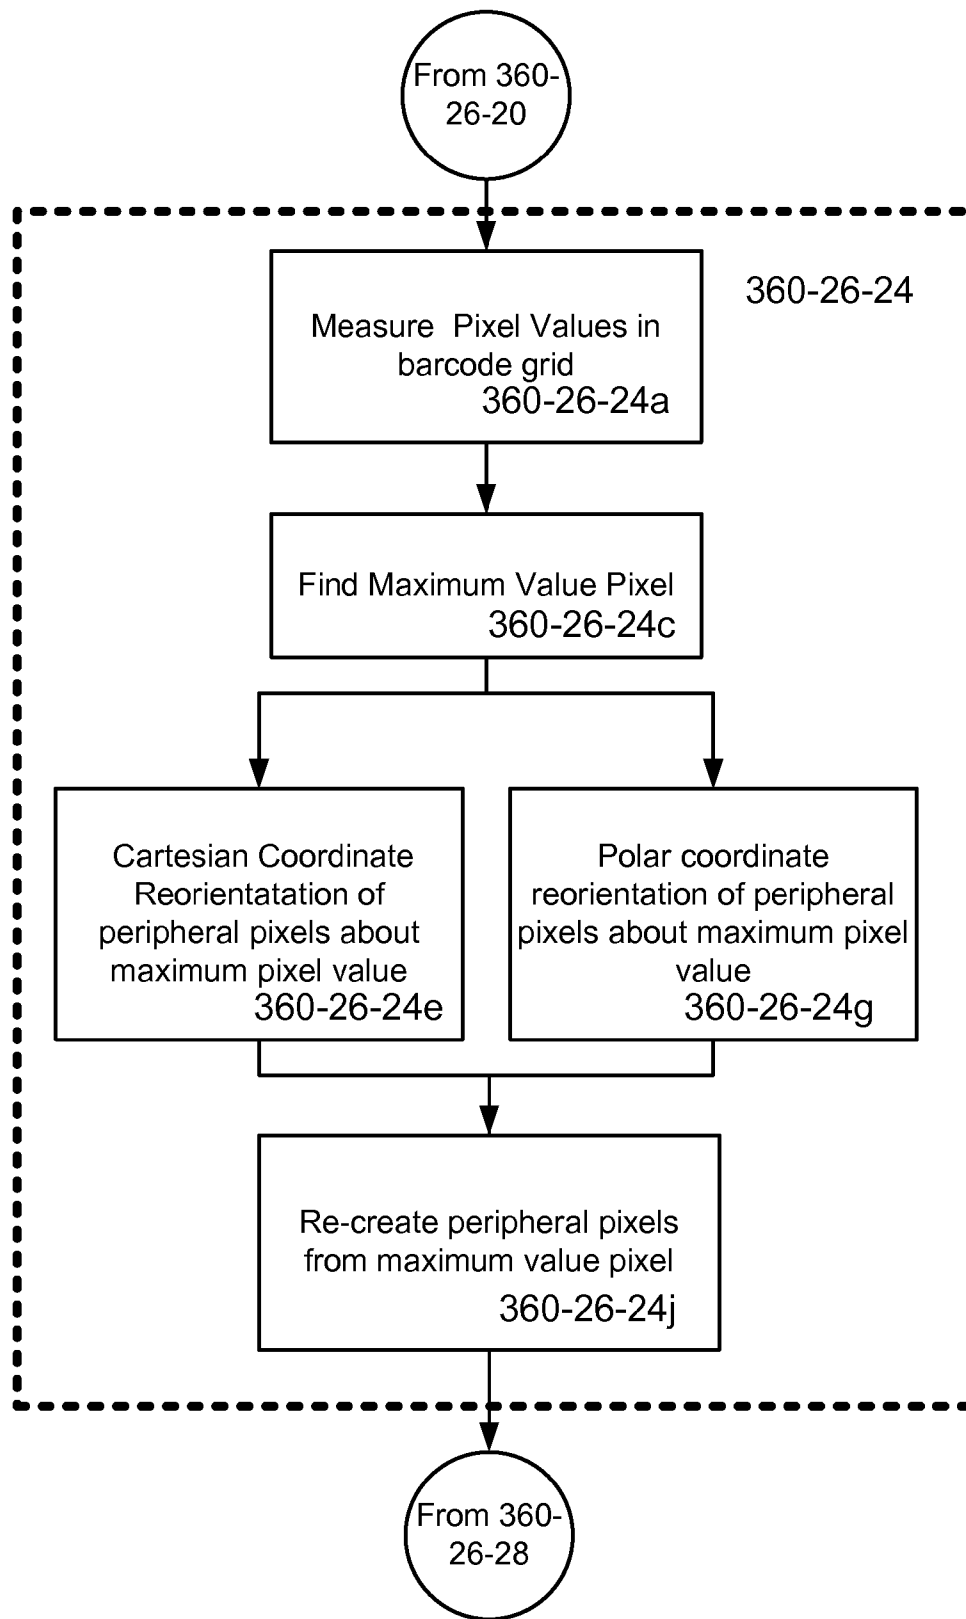 From 360-
26-20
360-26-24
Measure  Pixel Values in
barcode grid
360-26-24a
Find Maximum Value Pixel
360-26-24c
Cartesian Coordinate
Reorientatation of
peripheral pixels about
maximum pixel value
360-26-24e
Polar coordinate
reorientation of peripheral
pixels about maximum pixel
value
360-26-24g
Re-create peripheral pixels
from maximum value pixel
360-26-24j
From 360-
26-28